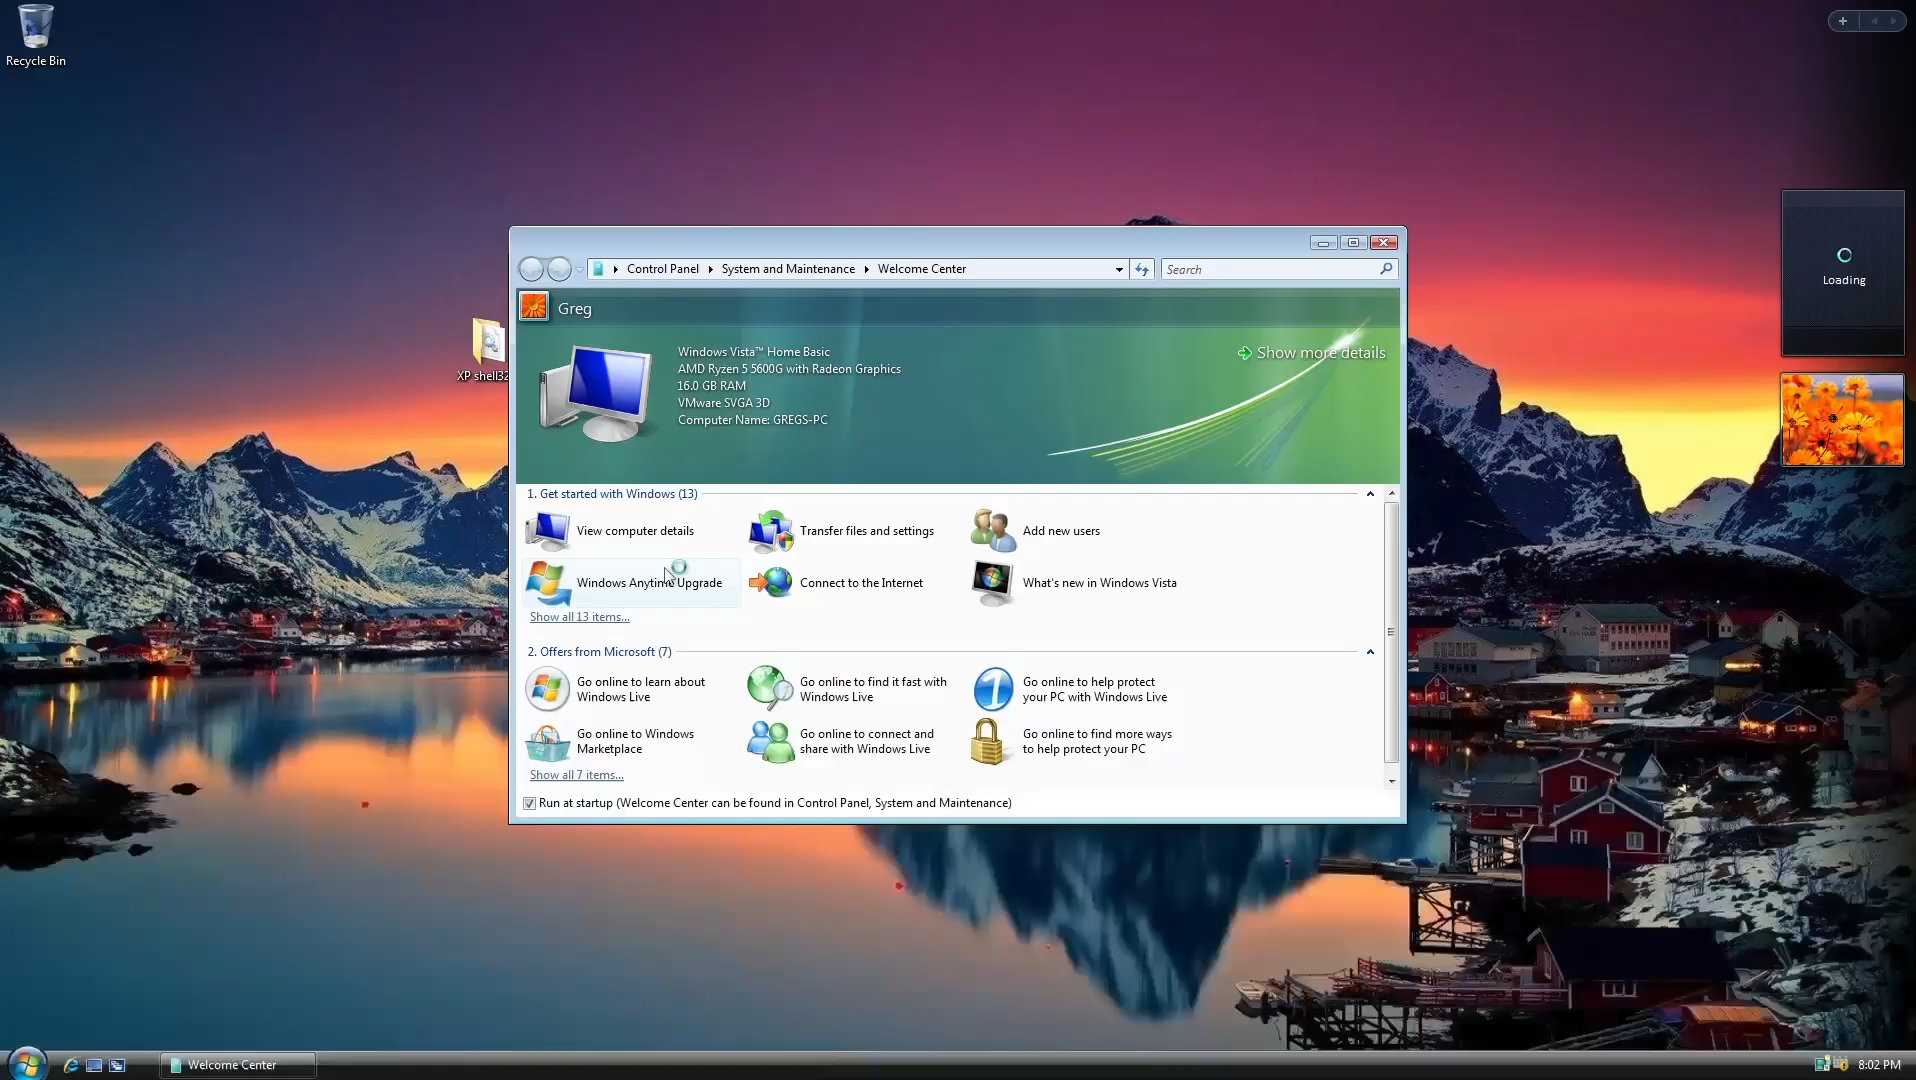 Recycle Bin
XP shell32
Control Panel
System and Maintenance
Welcome Center
Search
Greg
Windows Vista™ Home Basic
AMD Ryzen 5 5600G with Radeon Graphics
16.0 GB RAM
VMware SVGA 3D
Computer Name: GREGS-PC
Show more details
1. Get started with Windows (13)
View computer details
Transfer files and settings
Add new users
Windows Anytime Upgrade
Connect to the Internet
What's new in Windows Vista
Show all 13 items...
2. Offers from Microsoft (7)
Go online to learn about
Windows Live
Go online to find it fast with
Windows Live
Go online to help protect
your PC with Windows Live
Go online to Windows
Marketplace
Go online to connect and
share with Windows Live
Go online to find more ways
to help protect your PC
Show all 7 items...
Run at startup (Welcome Center can be found in Control Panel, System and Maintenance)
Loading
Welcome Center
8:02 PM